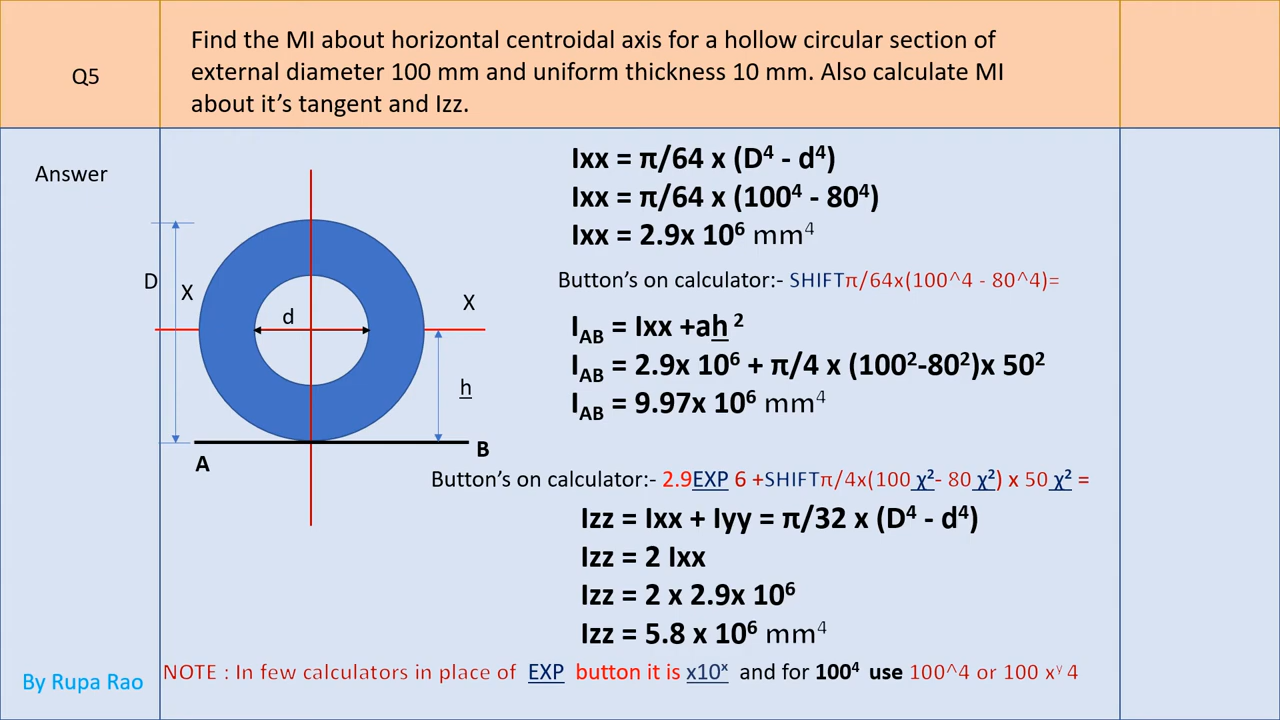 Q5
Find the MI about horizontal centroidal axis for a hollow circular section of
external diameter 100 mm and uniform thickness 10 mm. Also calculate MI
about it’s tangent and Izz.
Answer
D
X
X
d
h
A
B
Ixx = π/64 x (D⁴ - d⁴)
Ixx = π/64 x (100⁴ - 80⁴)
Ixx = 2.9x 10⁶ mm⁴
Button’s on calculator:- SHIFTπ/64x(100^4 - 80^4)=
I_AB = Ixx +ah ²
I_AB = 2.9x 10⁶ + π/4 x (100²-80²)x 50²
I_AB = 9.97x 10⁶ mm⁴
Button’s on calculator:- 2.9EXP 6 +SHIFTπ/4x(100 χ²- 80 χ²) x 50 χ² =
Izz = Ixx + Iyy = π/32 x (D⁴ - d⁴)
Izz = 2 Ixx
Izz = 2 x 2.9x 10⁶
Izz = 5.8 x 10⁶ mm⁴
By Rupa Rao
NOTE : In few calculators in place of EXP button it is x10ˣ and for 100⁴ use 100^4 or 100 xʸ 4